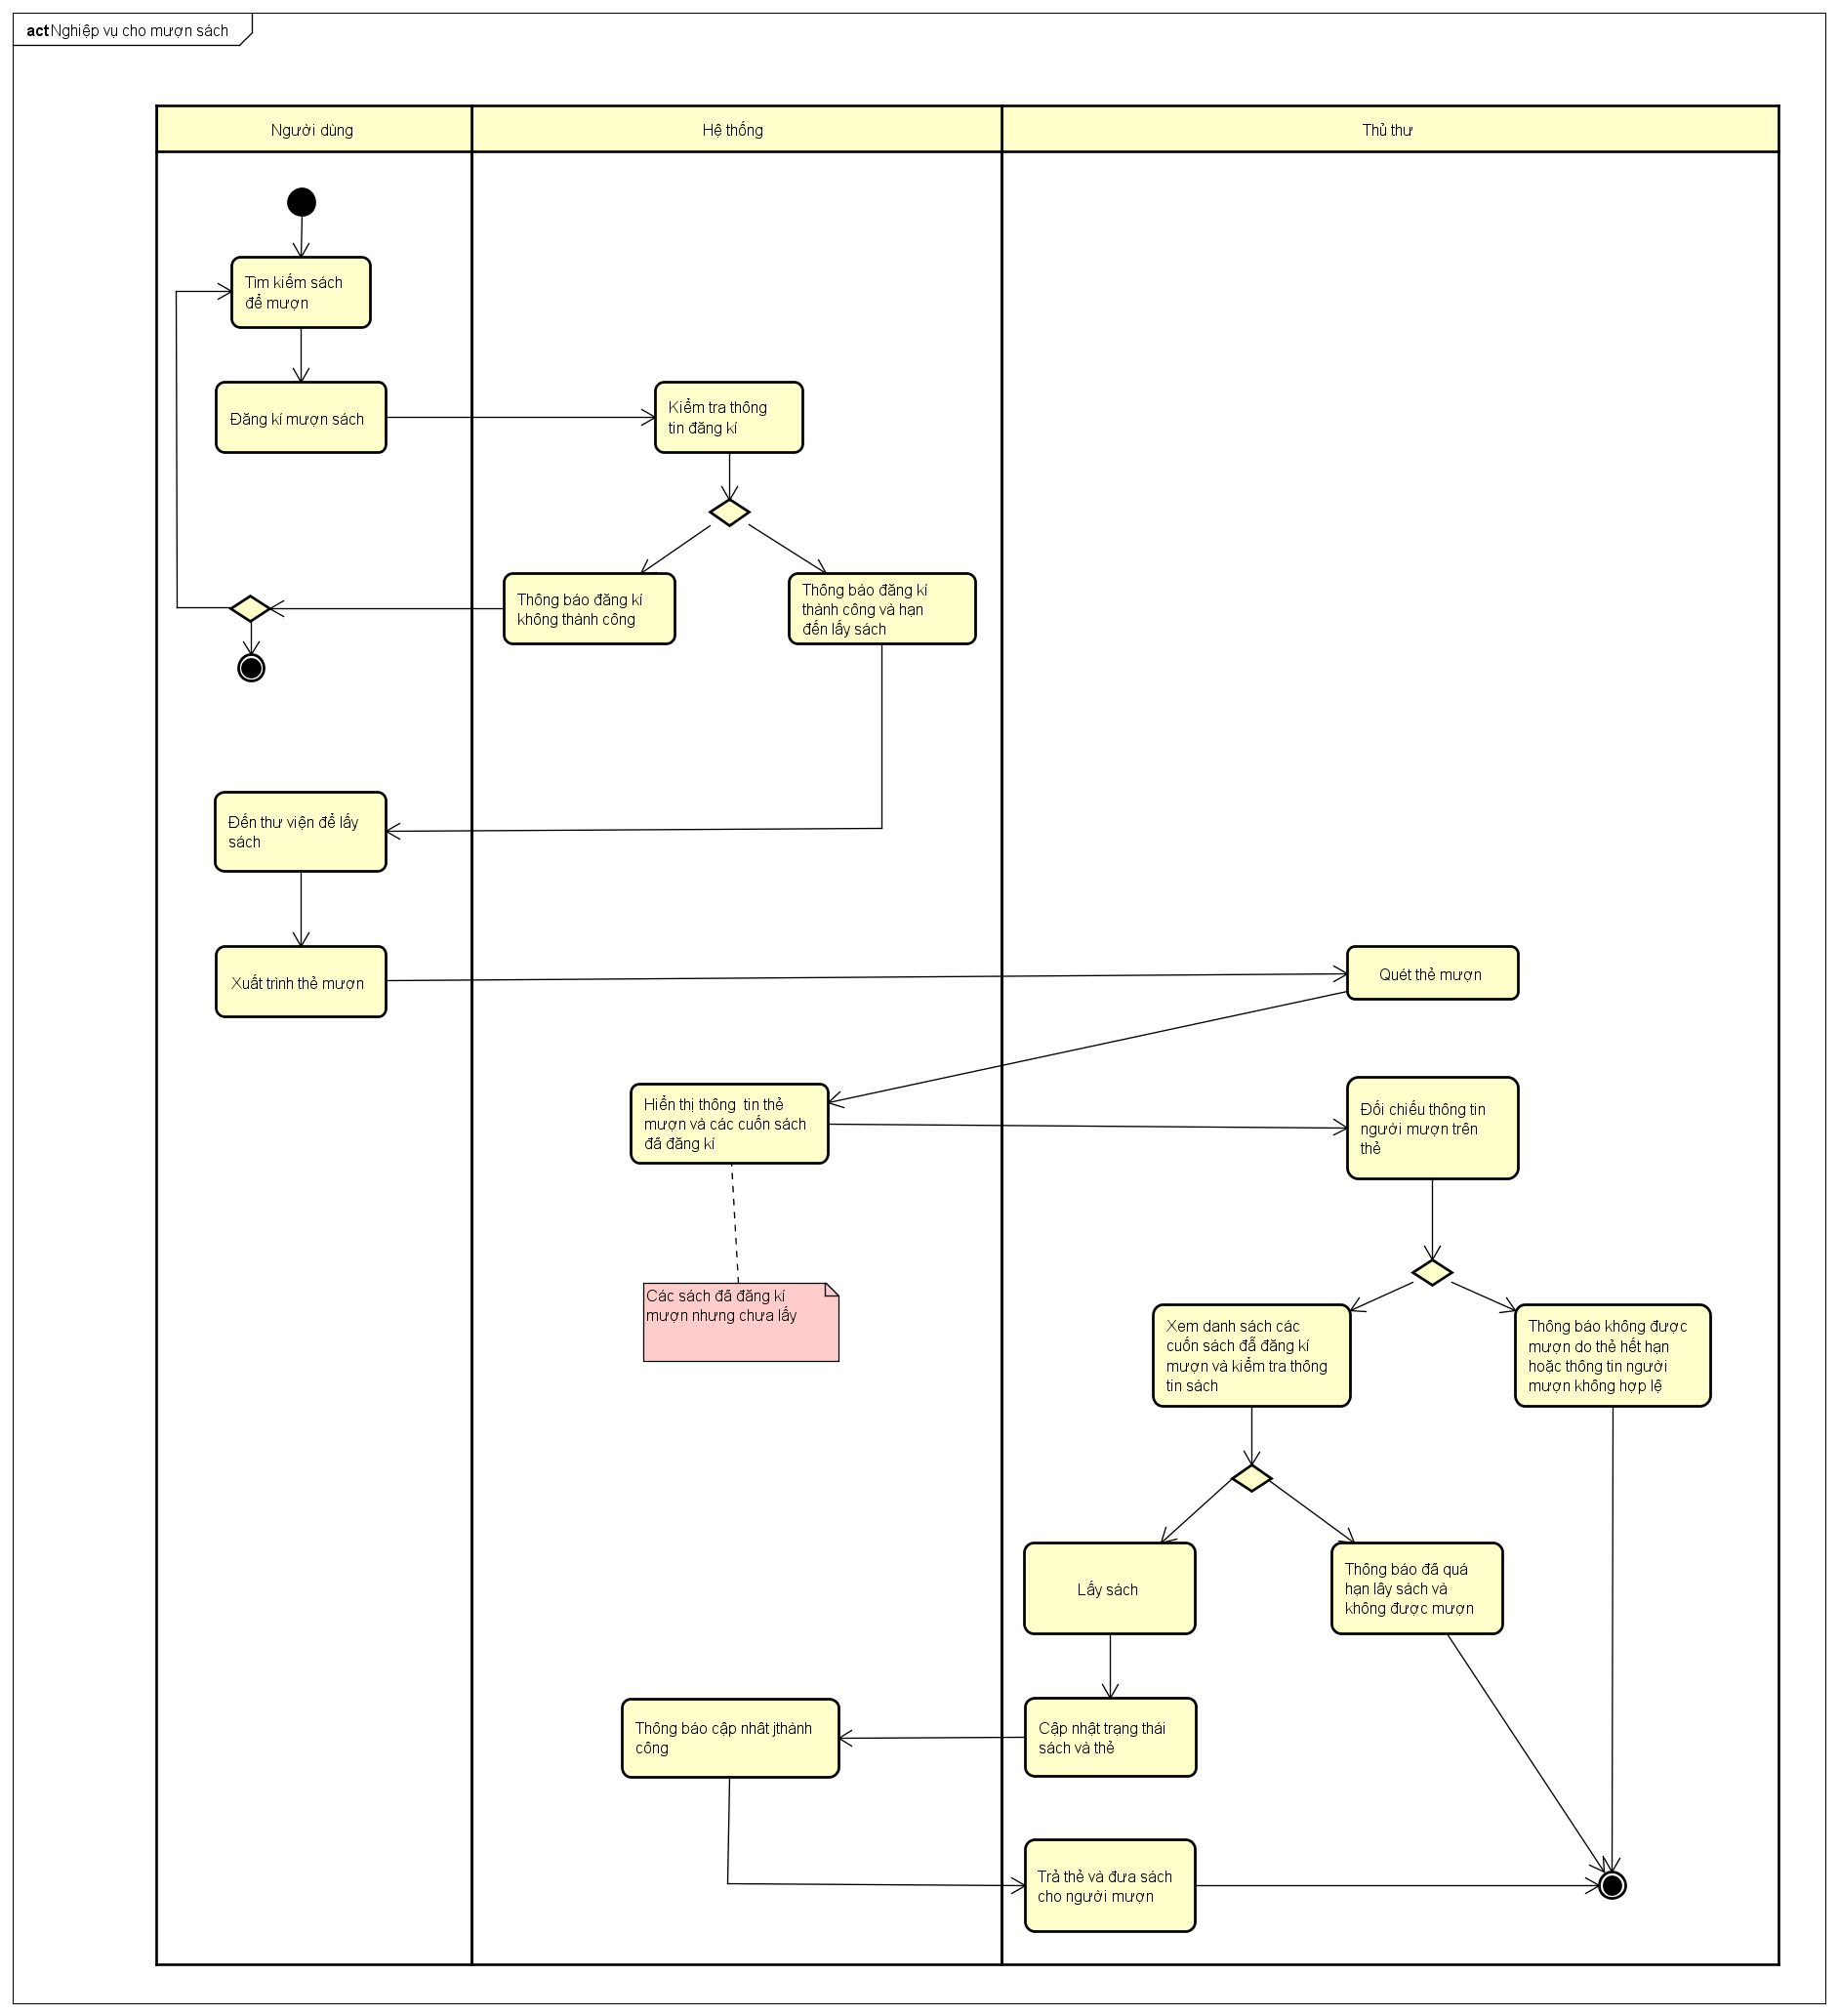 act Nghiệp vụ cho mượn sách
Người dùng
Hệ thống
Thủ thư
Tìm kiếm sách
để mượn
Đăng kí mượn sách
Kiểm tra thông
tin đăng kí
Thông báo đăng kí
không thành công
Thông báo đăng kí
thành công và hạn
đến lấy sách
Đến thư viện để lấy
sách
Xuất trình thẻ mượn
Quét thẻ mượn
Hiển thị thông  tin thẻ
mượn và các cuốn sách
đã đăng kí
Đối chiếu thông tin
người mượn trên
thẻ
Các sách đã đăng kí
mượn nhưng chưa lấy
Xem danh sách các
cuốn sách đẫ đăng kí
mượn và kiểm tra thông
tin sách
Thông báo không được
mượn do thẻ hết hạn
hoặc thông tin người
mượn không hợp lệ
Lấy sách
Thông báo đã quá
hạn lây sách và
không được mượn
Thông báo cập nhât jthành
công
Cập nhật trạng thái
sách và thẻ
Trả thẻ và đưa sách
cho người mượn